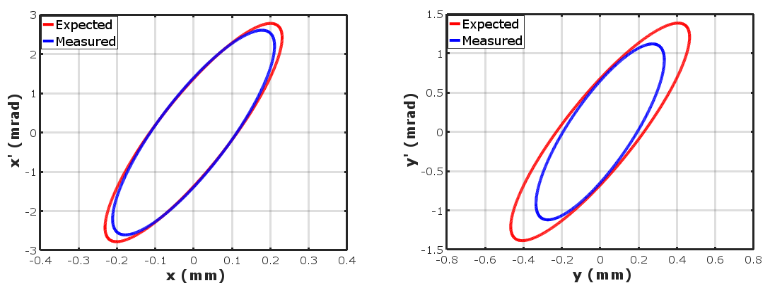 Expected
Measured
3
2
1
0
-1
-2
-3
x' (mrad)
-0.4 -0.3 -0.2 -0.1 0 0.1 0.2 0.3 0.4
x (mm)
Expected
Measured
1.5
1
0.5
0
-0.5
-1
-1.5
y' (mrad)
-0.8 -0.6 -0.4 -0.2 0 0.2 0.4 0.6 0.8
y (mm)